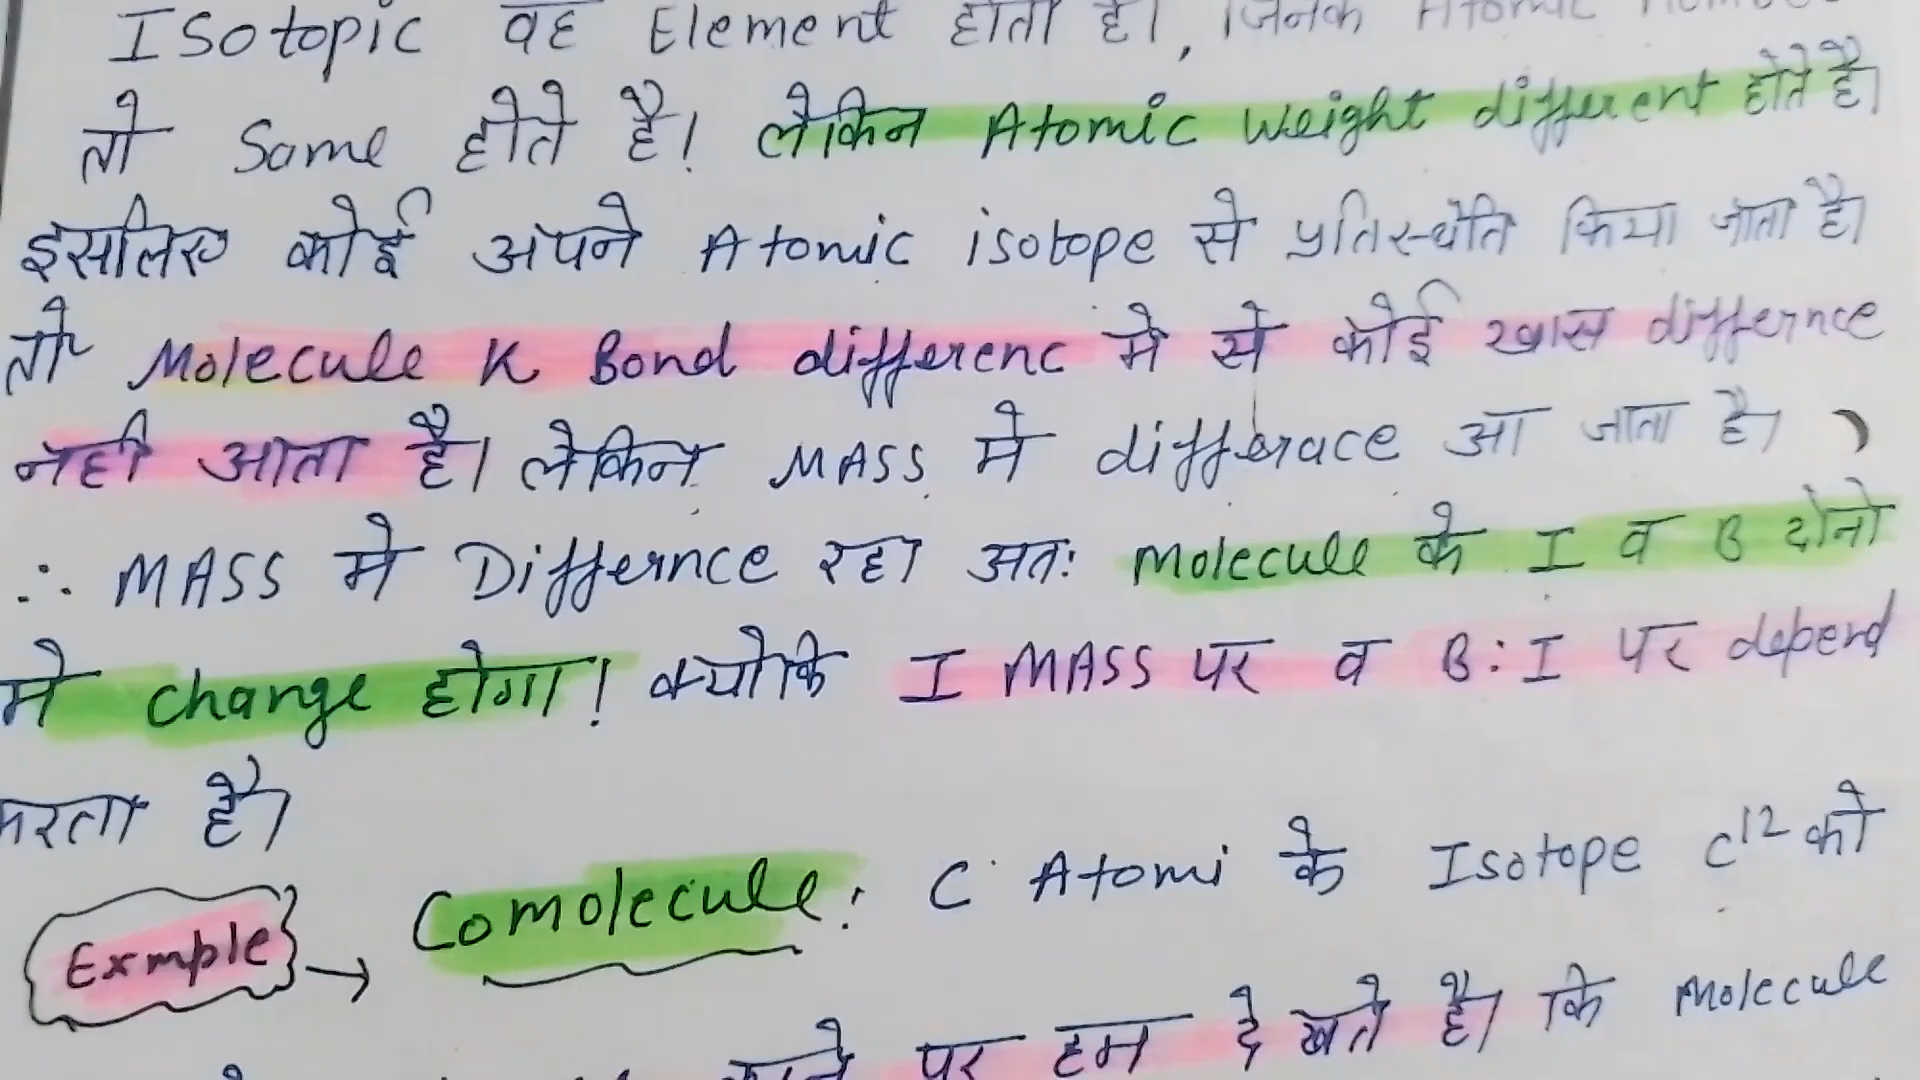 Isotopic वह Element होता है।, जिनके Atomic
तो Same होते है। लेकिन Atomic weight different होते है।
इसलिए कोई अपने Atomic isotope से प्रतिस्थेति किया जाता है।
तो Molecule K Bond differenc मे से कोई खास differnce
नही आता है। लेकिन MASS मे differace आ जाता है।
∴ MASS मे Differnce रहा अतः Molecule के I व B दोनो
मे change होगा! क्योकि I MASS पर व B:I पर depend
करता है।
Exmple → Comolecule: C Atomi के Isotope C¹² को
पर हम देखते है। कि Molecule